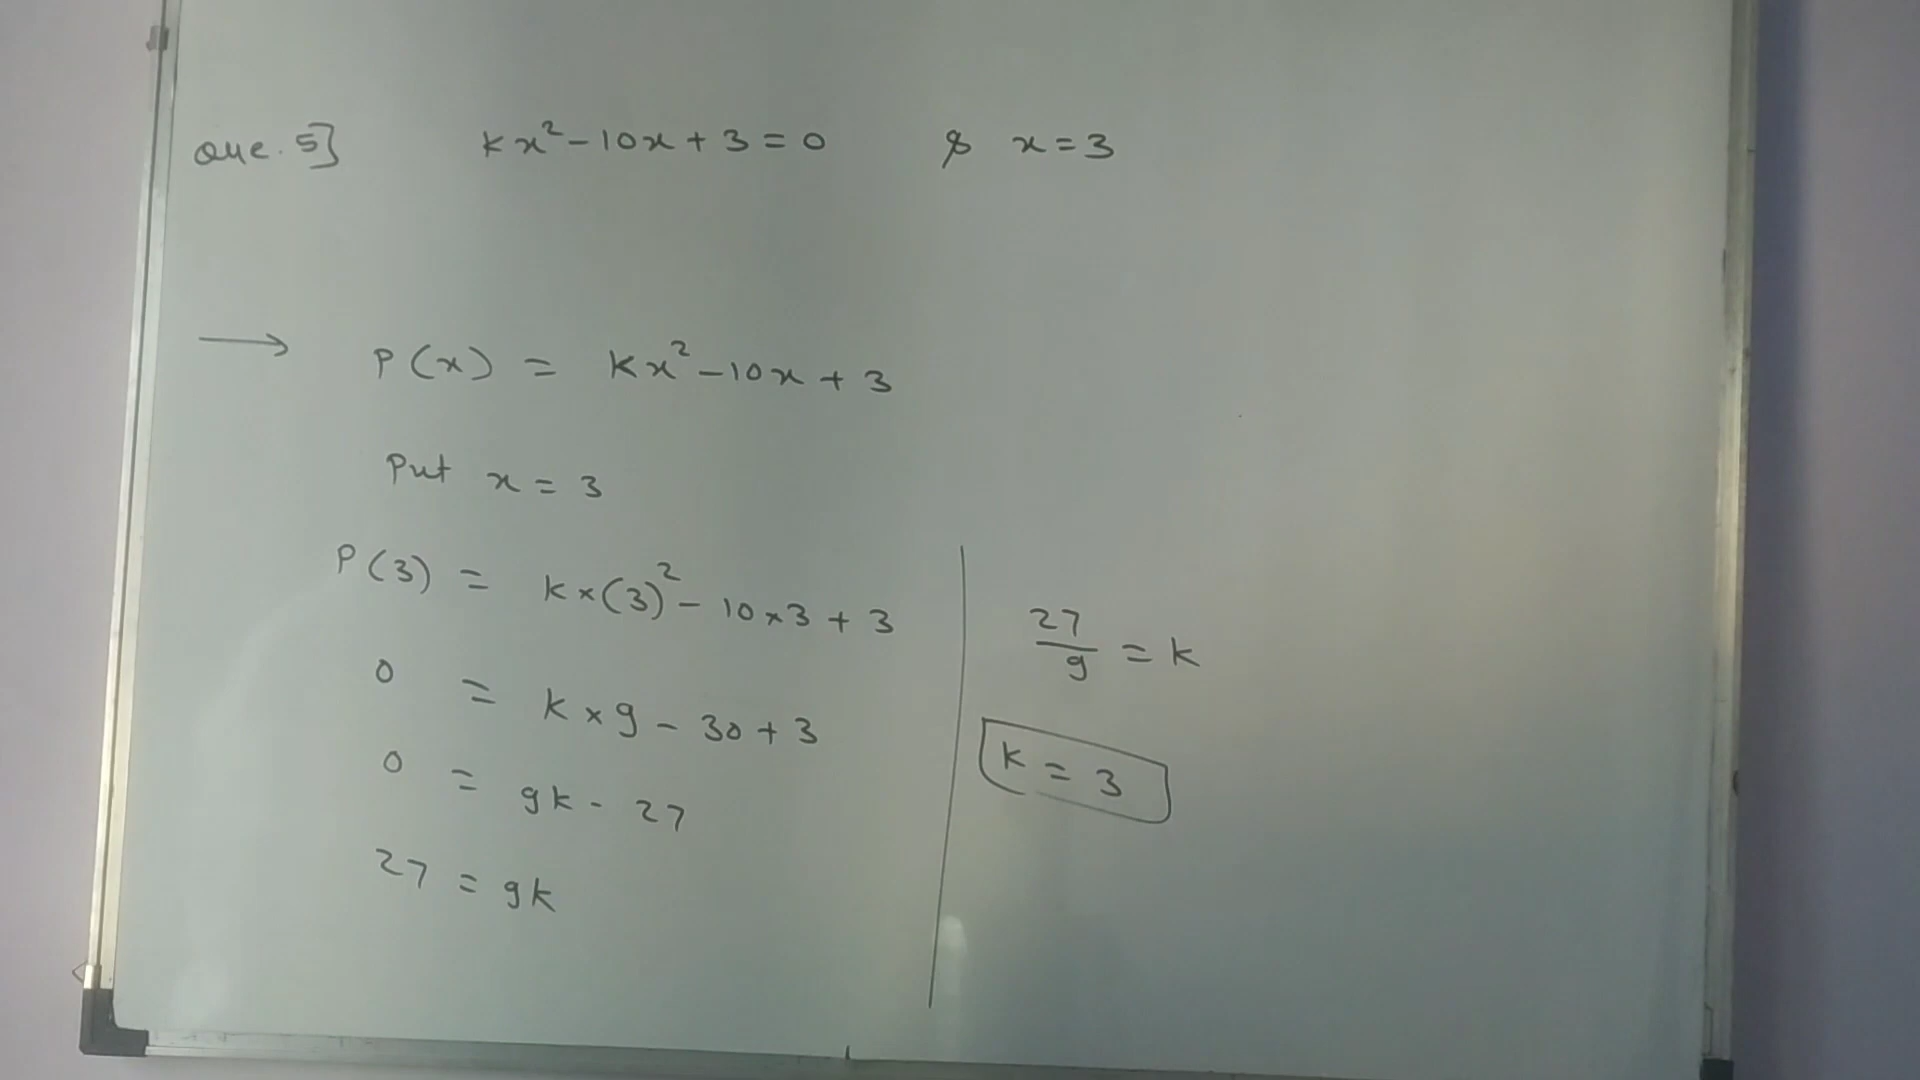 Que. 5] kx² - 10x + 3 = 0 & x = 3
→ P(x) = kx² - 10x + 3
Put x = 3
P(3) = k×(3)² - 10×3 + 3
0 = k×9 - 30 + 3
0 = 9k - 27
27 = 9k
27/9 = k
k = 3